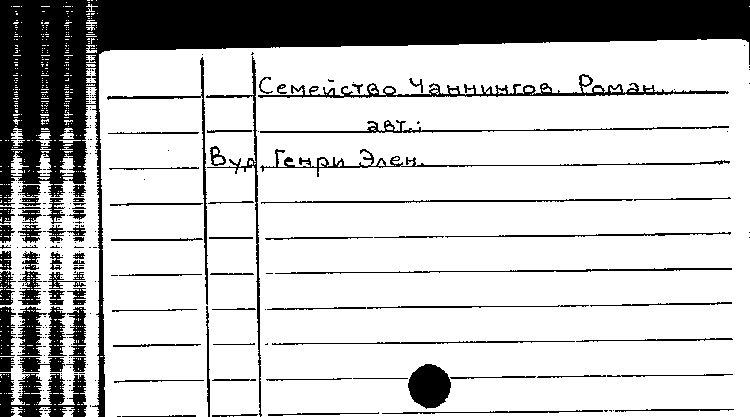 Семейство Чаннингов. Роман.
авт.:
Вуд, Генри Элен.